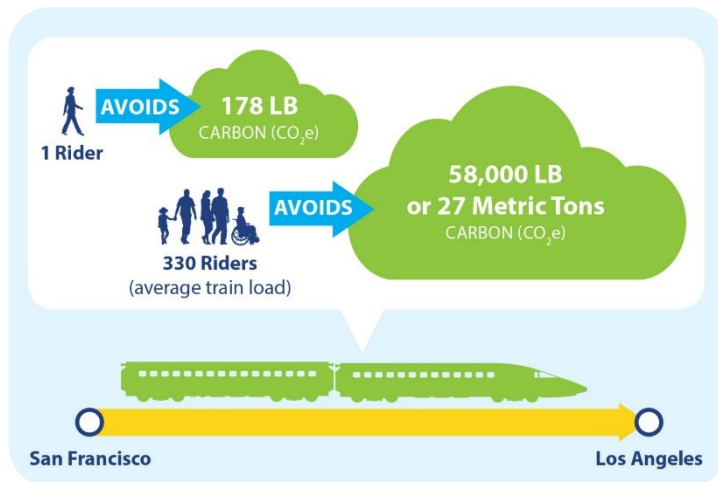 AVOIDS
178 LB
CARBON (CO₂e)
1 Rider
AVOIDS
58,000 LB
or 27 Metric Tons
CARBON (CO₂e)
330 Riders
(average train load)
San Francisco
Los Angeles